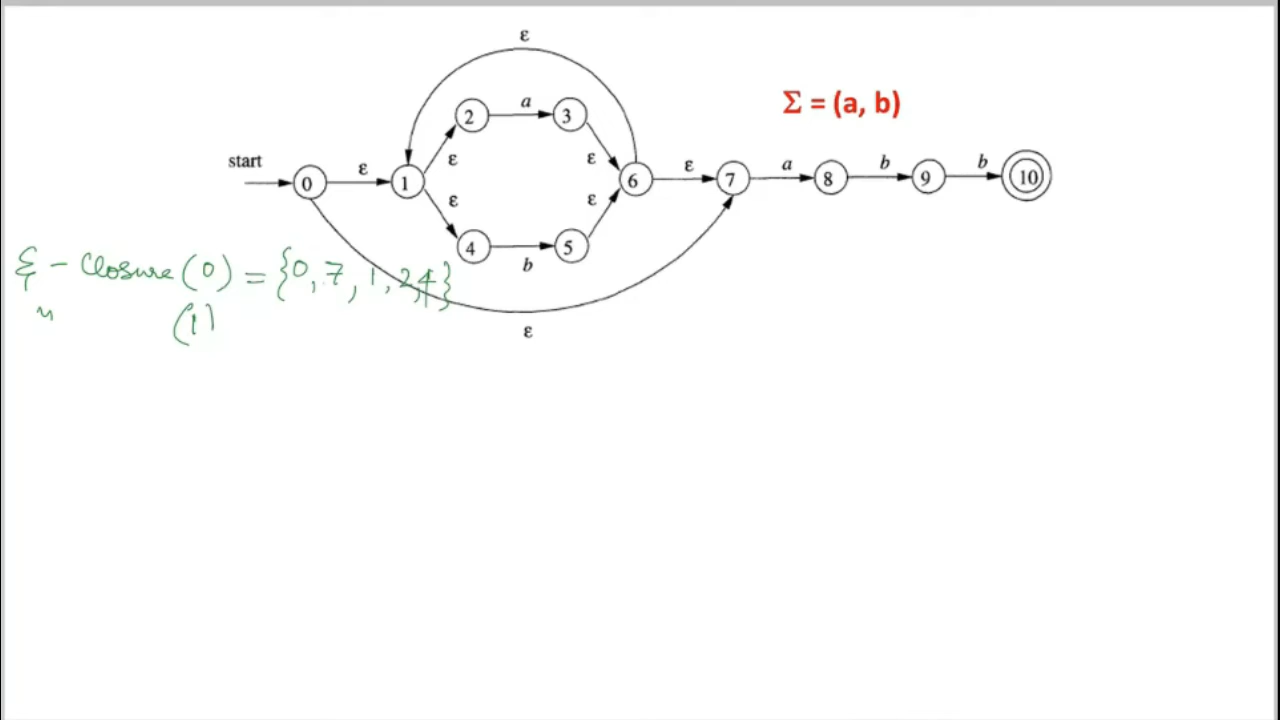 ε
Σ = (a, b)
2 a 3
start ε ε ε
0 1 6 ε 7 a 8 b 9 b 10
ε ε
4 b 5
ε - Closure (0) = {0, 7, 1, 2, 4}
" (1)
ε